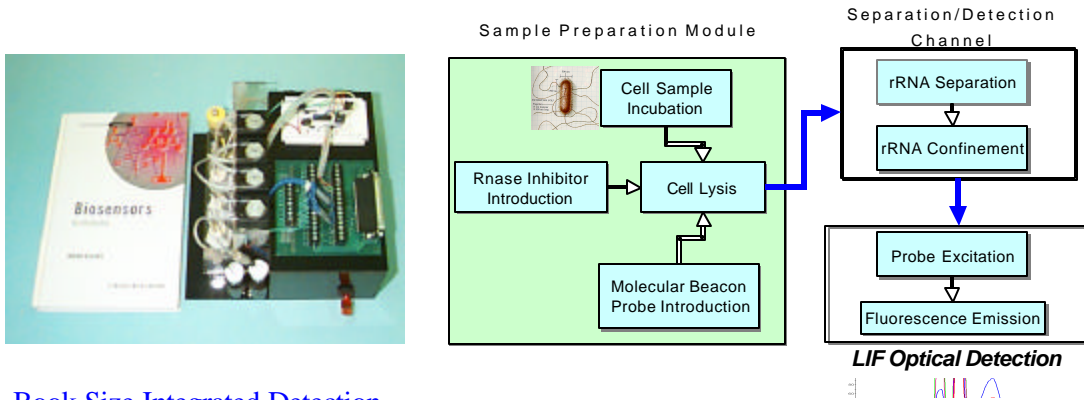 Biosensors
Sample Preparation Module
Cell Sample
Incubation
Rnase Inhibitor
Introduction
Cell Lysis
Molecular Beacon
Probe Introduction
Separation/Detection
Channel
rRNA Separation
rRNA Confinement
Probe Excitation
Fluorescence Emission
LIF Optical Detection
Book Size Integrated Detection